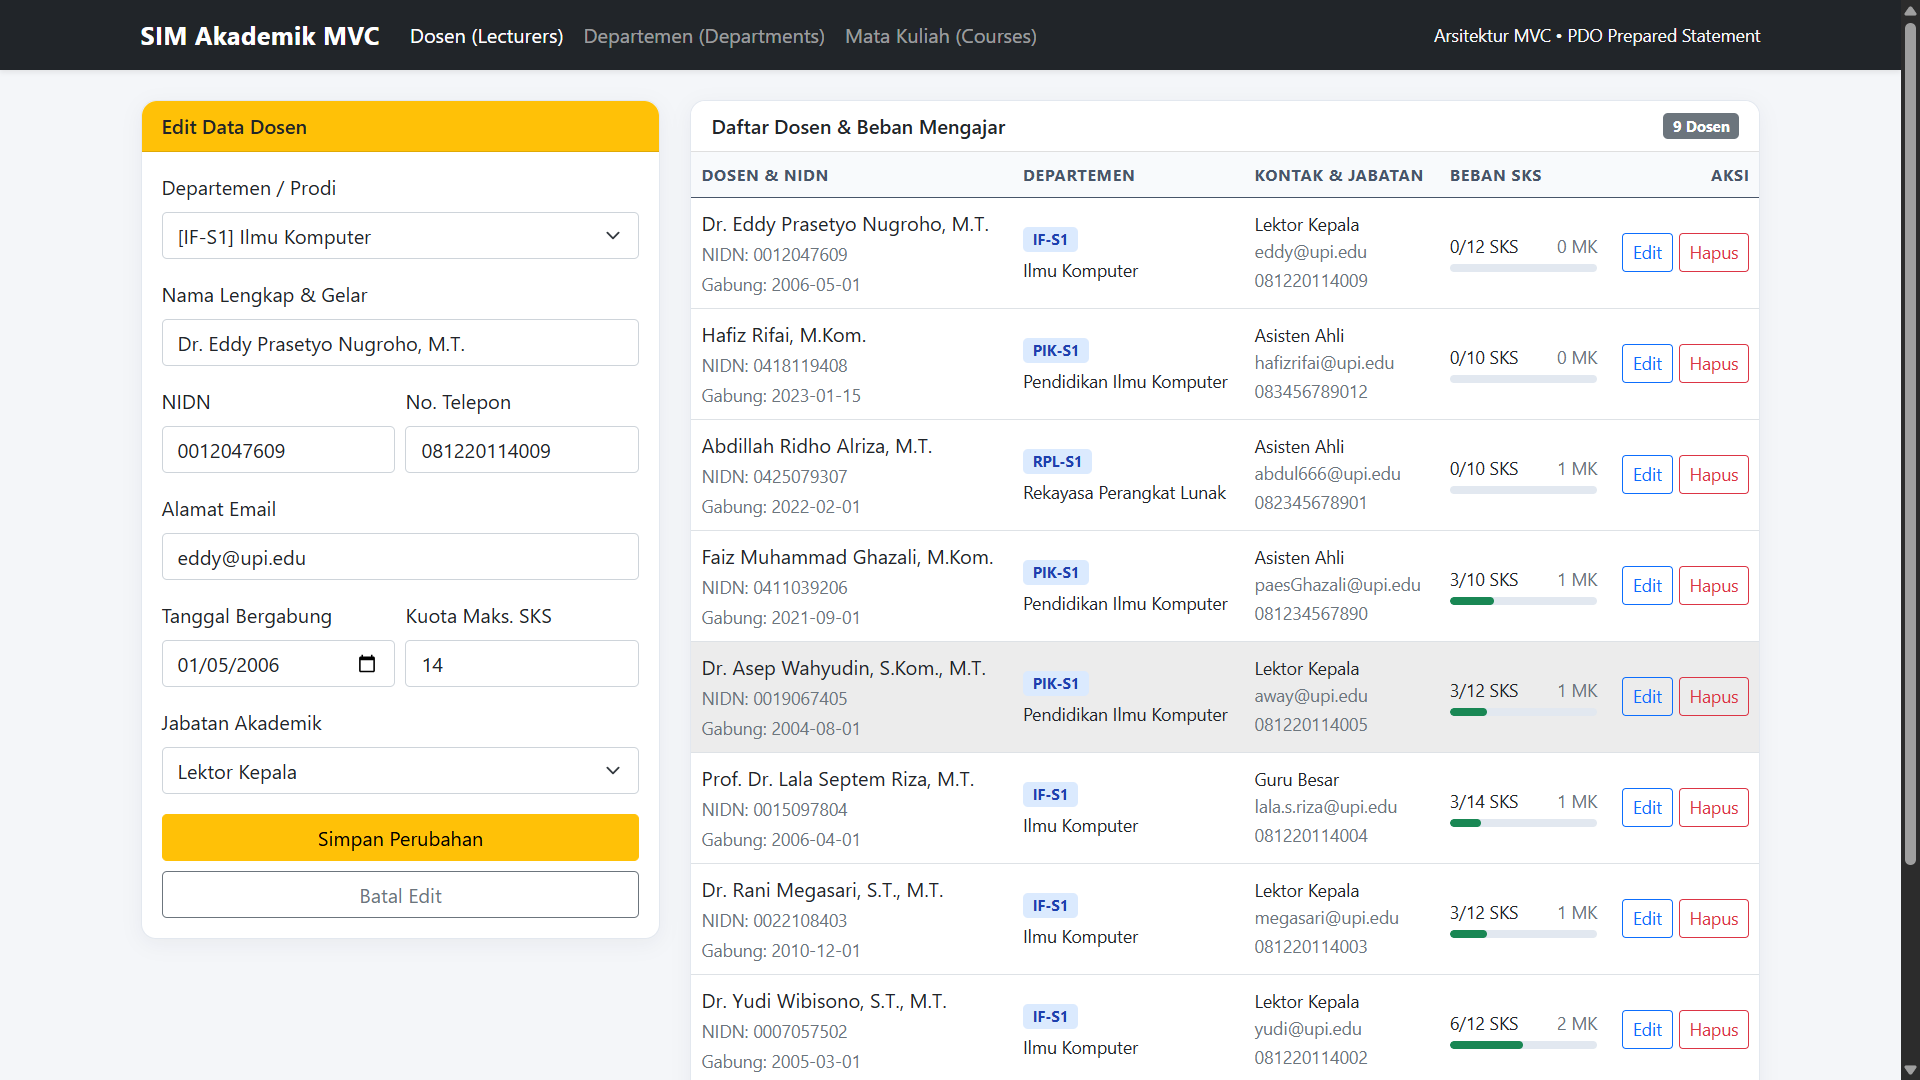 SIM Akademik MVC
Dosen (Lecturers)
Departemen (Departments)
Mata Kuliah (Courses)
Arsitektur MVC • PDO Prepared Statement
Edit Data Dosen
Departemen / Prodi
[IF-S1] Ilmu Komputer
Nama Lengkap & Gelar
Dr. Eddy Prasetyo Nugroho, M.T.
NIDN
No. Telepon
0012047609
081220114009
Alamat Email
eddy@upi.edu
Tanggal Bergabung
Kuota Maks. SKS
01/05/2006
14
Jabatan Akademik
Lektor Kepala
Simpan Perubahan
Batal Edit
Daftar Dosen & Beban Mengajar
9 Dosen
DOSEN & NIDN
DEPARTEMEN
KONTAK & JABATAN
BEBAN SKS
AKSI
Dr. Eddy Prasetyo Nugroho, M.T.
NIDN: 0012047609
Gabung: 2006-05-01
IF-S1
Ilmu Komputer
Lektor Kepala
eddy@upi.edu
081220114009
0/12 SKS
0 MK
Edit
Hapus
Hafiz Rifai, M.Kom.
NIDN: 0418119408
Gabung: 2023-01-15
PIK-S1
Pendidikan Ilmu Komputer
Asisten Ahli
hafizrifai@upi.edu
083456789012
0/10 SKS
0 MK
Edit
Hapus
Abdillah Ridho Alriza, M.T.
NIDN: 0425079307
Gabung: 2022-02-01
RPL-S1
Rekayasa Perangkat Lunak
Asisten Ahli
abdul666@upi.edu
082345678901
0/10 SKS
1 MK
Edit
Hapus
Faiz Muhammad Ghazali, M.Kom.
NIDN: 0411039206
Gabung: 2021-09-01
PIK-S1
Pendidikan Ilmu Komputer
Asisten Ahli
paesGhazali@upi.edu
081234567890
3/10 SKS
1 MK
Edit
Hapus
Dr. Asep Wahyudin, S.Kom., M.T.
NIDN: 0019067405
Gabung: 2004-08-01
PIK-S1
Pendidikan Ilmu Komputer
Lektor Kepala
away@upi.edu
081220114005
3/12 SKS
1 MK
Edit
Hapus
Prof. Dr. Lala Septem Riza, M.T.
NIDN: 0015097804
Gabung: 2006-04-01
IF-S1
Ilmu Komputer
Guru Besar
lala.s.riza@upi.edu
081220114004
3/14 SKS
1 MK
Edit
Hapus
Dr. Rani Megasari, S.T., M.T.
NIDN: 0022108403
Gabung: 2010-12-01
IF-S1
Ilmu Komputer
Lektor Kepala
megasari@upi.edu
081220114003
3/12 SKS
1 MK
Edit
Hapus
Dr. Yudi Wibisono, S.T., M.T.
NIDN: 0007057502
Gabung: 2005-03-01
IF-S1
Ilmu Komputer
Lektor Kepala
yudi@upi.edu
081220114002
6/12 SKS
2 MK
Edit
Hapus